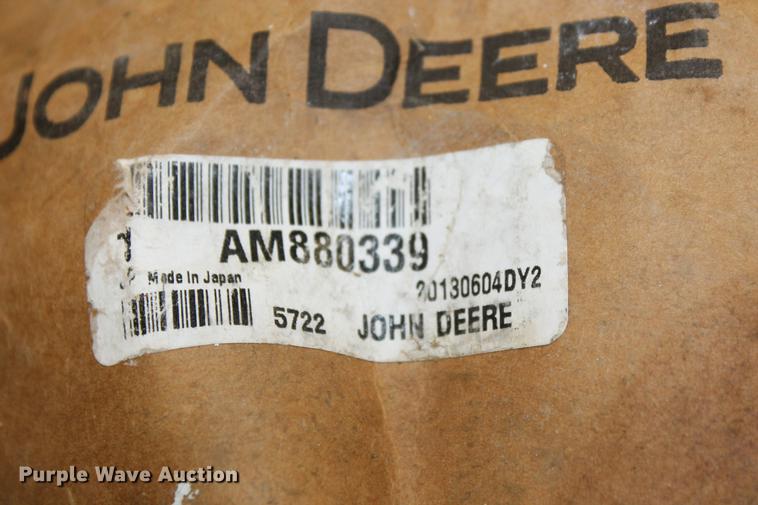 JOHN DEERE
AM880339
Made In Japan
20130604DY2
5722 JOHN DEERE
Purple Wave Auction